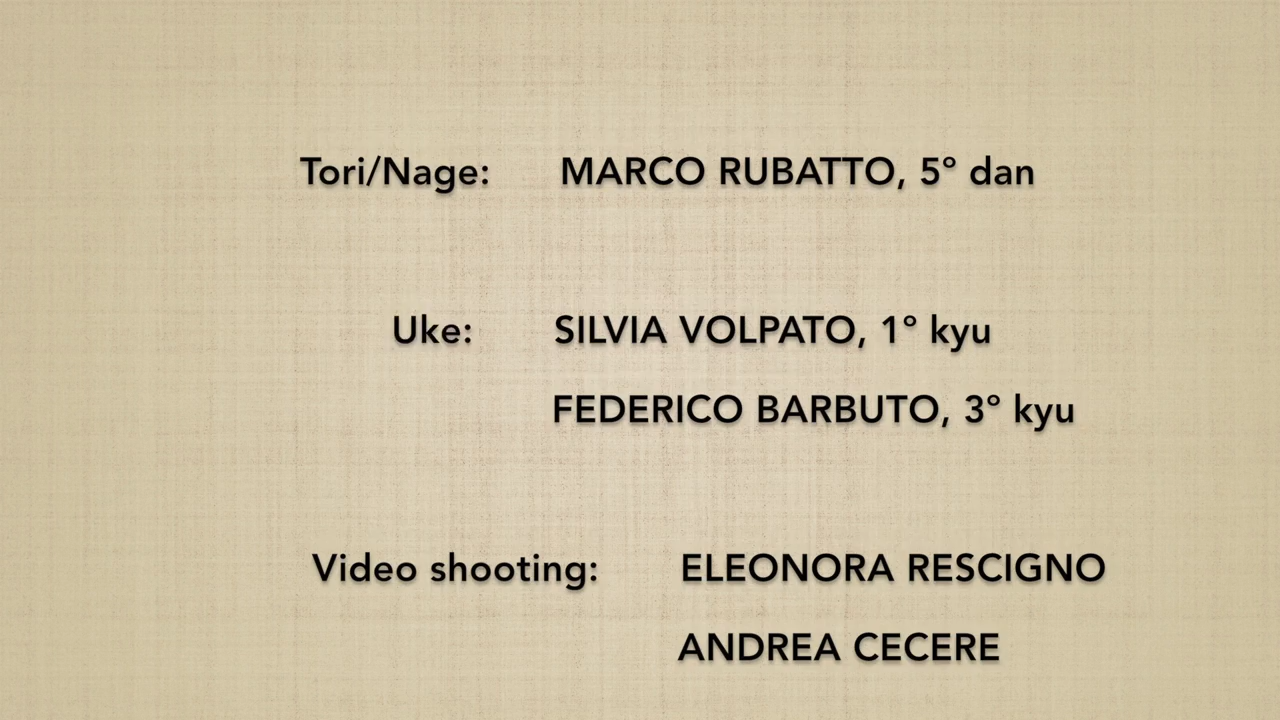 Tori/Nage: MARCO RUBATTO, 5° dan
Uke: SILVIA VOLPATO, 1° kyu
FEDERICO BARBUTO, 3° kyu
Video shooting: ELEONORA RESCIGNO
ANDREA CECERE